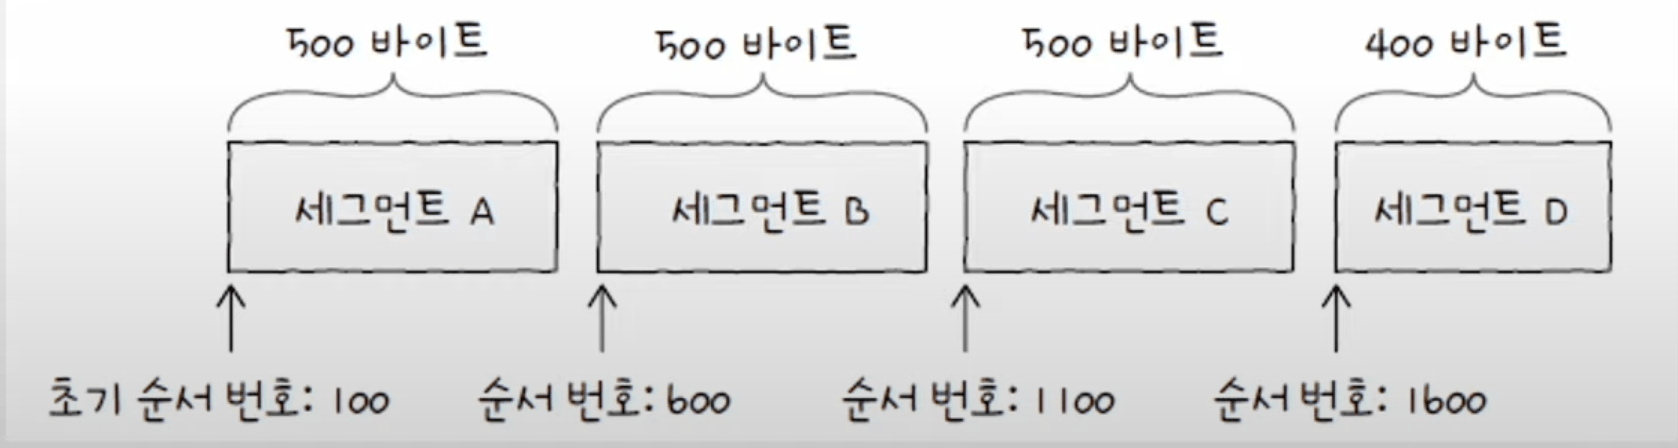 500 바이트 500 바이트 500 바이트 400 바이트
세그먼트 A 세그먼트 B 세그먼트 C 세그먼트 D
초기 순서 번호: 100 순서 번호: 600 순서 번호: 1100 순서 번호: 1600